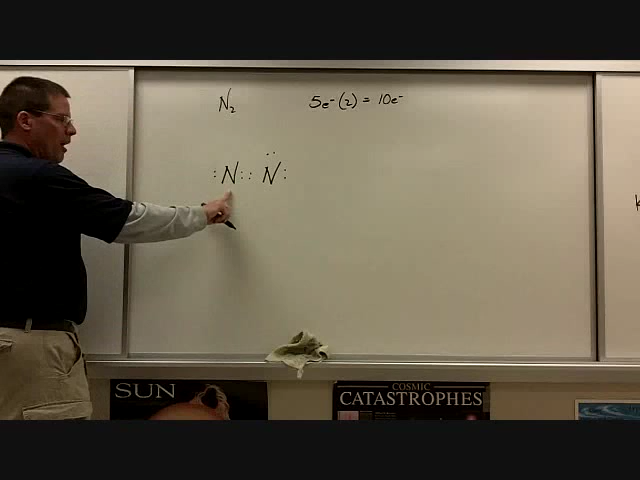 N₂ 5e⁻(2) = 10e⁻
:N:: N̈:
SUN
COSMIC
CATASTROPHES